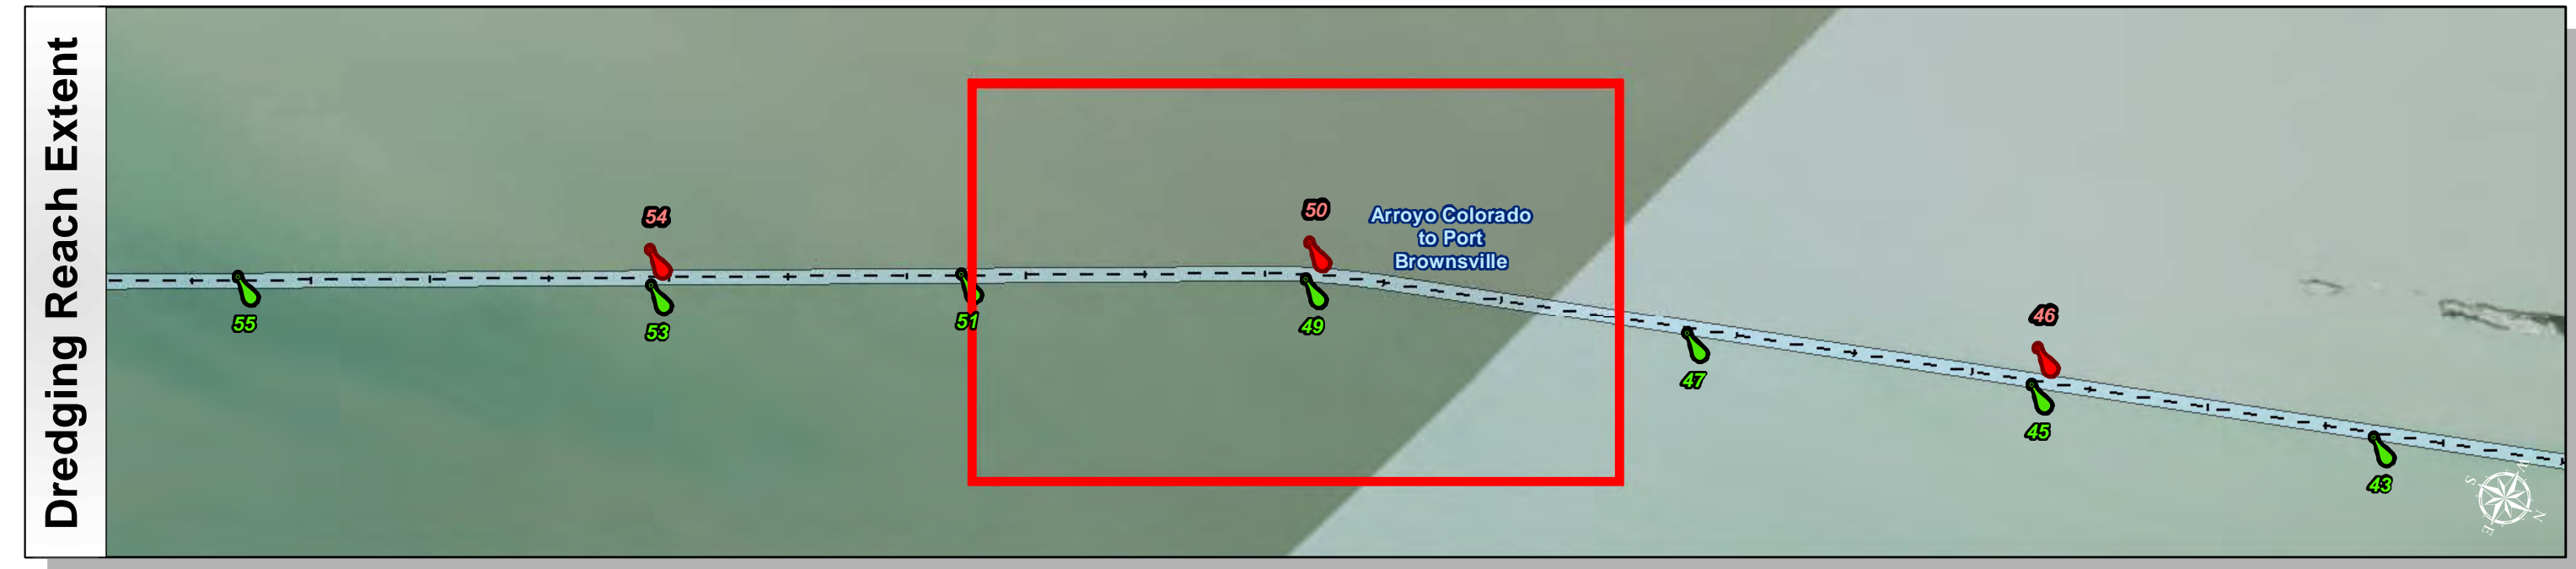 Dredging Reach Extent
54
50
Arroyo Colorado
to Port
Brownsville
55
53
51
49
46
47
45
43
W
S
N
E